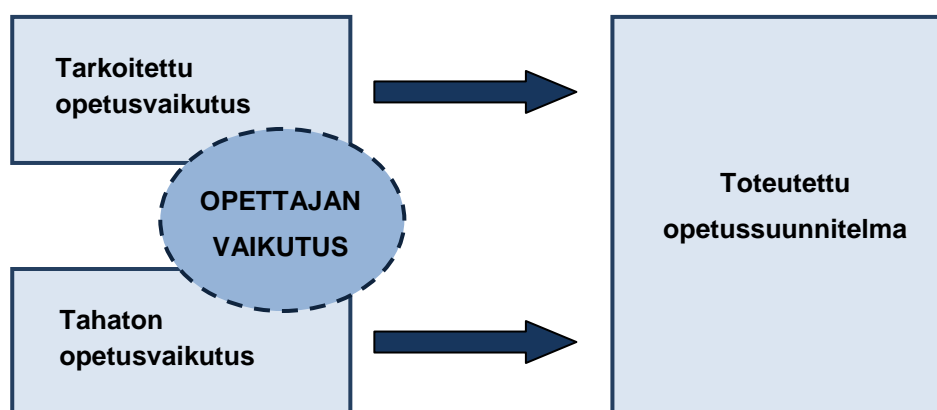 Tarkoitettu
opetusvaikutus
OPETTAJAN
VAIKUTUS
Tahaton
opetusvaikutus
Toteutettu
opetussuunnitelma